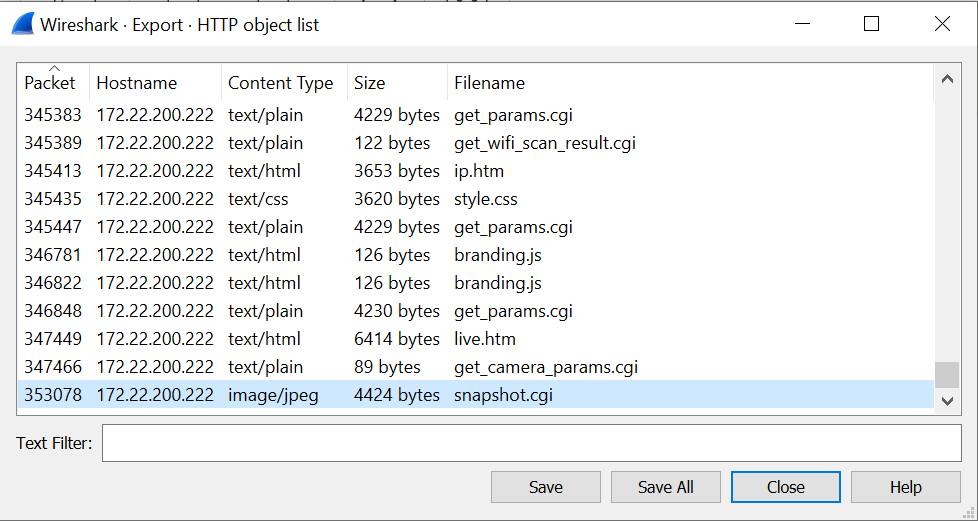 Wireshark · Export · HTTP object list
Packet Hostname Content Type Size Filename
345383 172.22.200.222 text/plain 4229 bytes get_params.cgi
345389 172.22.200.222 text/plain 122 bytes get_wifi_scan_result.cgi
345413 172.22.200.222 text/html 3653 bytes ip.htm
345435 172.22.200.222 text/css 3620 bytes style.css
345447 172.22.200.222 text/plain 4229 bytes get_params.cgi
346781 172.22.200.222 text/html 126 bytes branding.js
346822 172.22.200.222 text/html 126 bytes branding.js
346848 172.22.200.222 text/plain 4230 bytes get_params.cgi
347449 172.22.200.222 text/html 6414 bytes live.htm
347466 172.22.200.222 text/plain 89 bytes get_camera_params.cgi
353078 172.22.200.222 image/jpeg 4424 bytes snapshot.cgi
Text Filter:
Save Save All Close Help